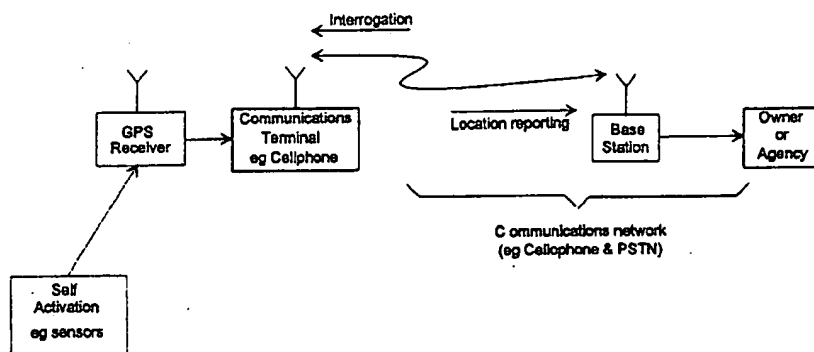 Interrogation
GPS
Receiver
Communications
Terminal
eg Cellphone
Location reporting
Base
Station
Owner
or
Agency
C ommunications network
(eg Cellophone & PSTN)
Self
Activation
eg sensors